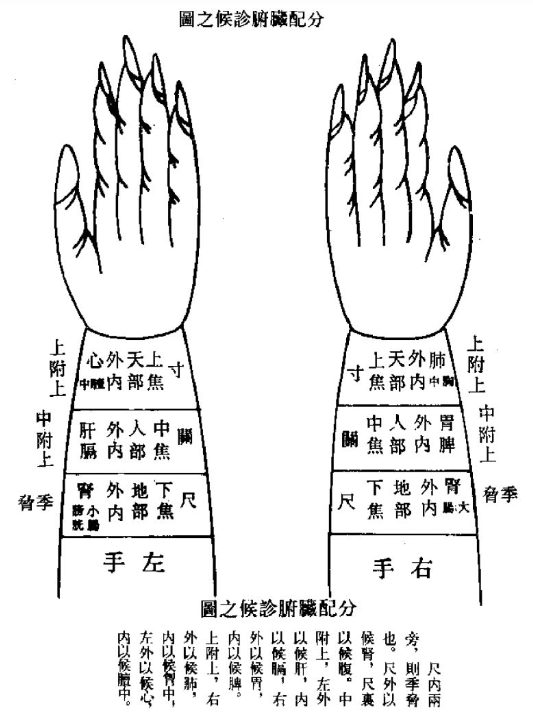 分配臟腑診候之圖
上附上
肺
胸中
外內
天部
上焦
寸
中附上
胃脾
外內
人部
中焦
關
季脅
腎
大腸
外內
地部
下焦
尺
右手
寸
上焦
天部
外內
心
膻中
上附上
關
中焦
人部
外內
肝膈
中附上
尺
下焦
地部
外內
腎
小腸
膀胱
季脅
左手
分配臟腑診候之圖
尺內兩
旁，則季脅
也。尺外以
候腎，尺裏
以候腹。中
附上，左外
以候肝，內
以候膈，右
外以候胃，
內以候脾。
上附上，右
外以候肺，
內以候胷中，
左外以候心，
內以候膻中。